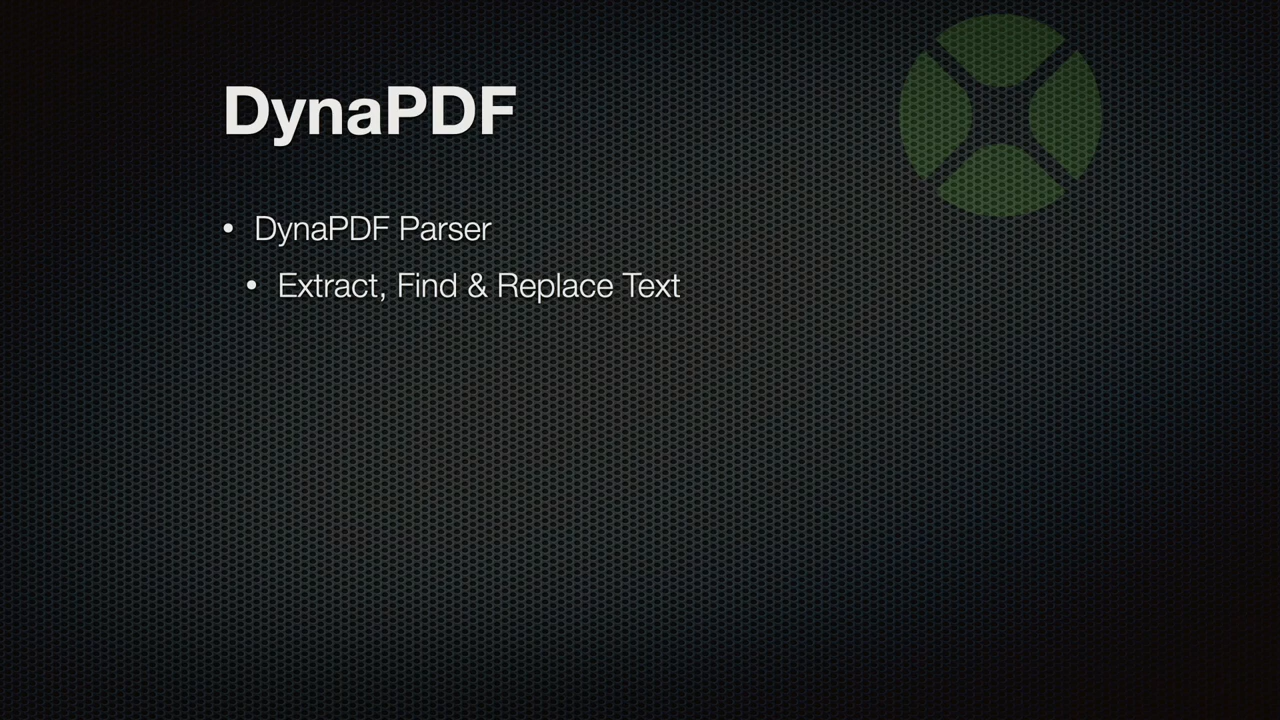 DynaPDF
• DynaPDF Parser
• Extract, Find & Replace Text